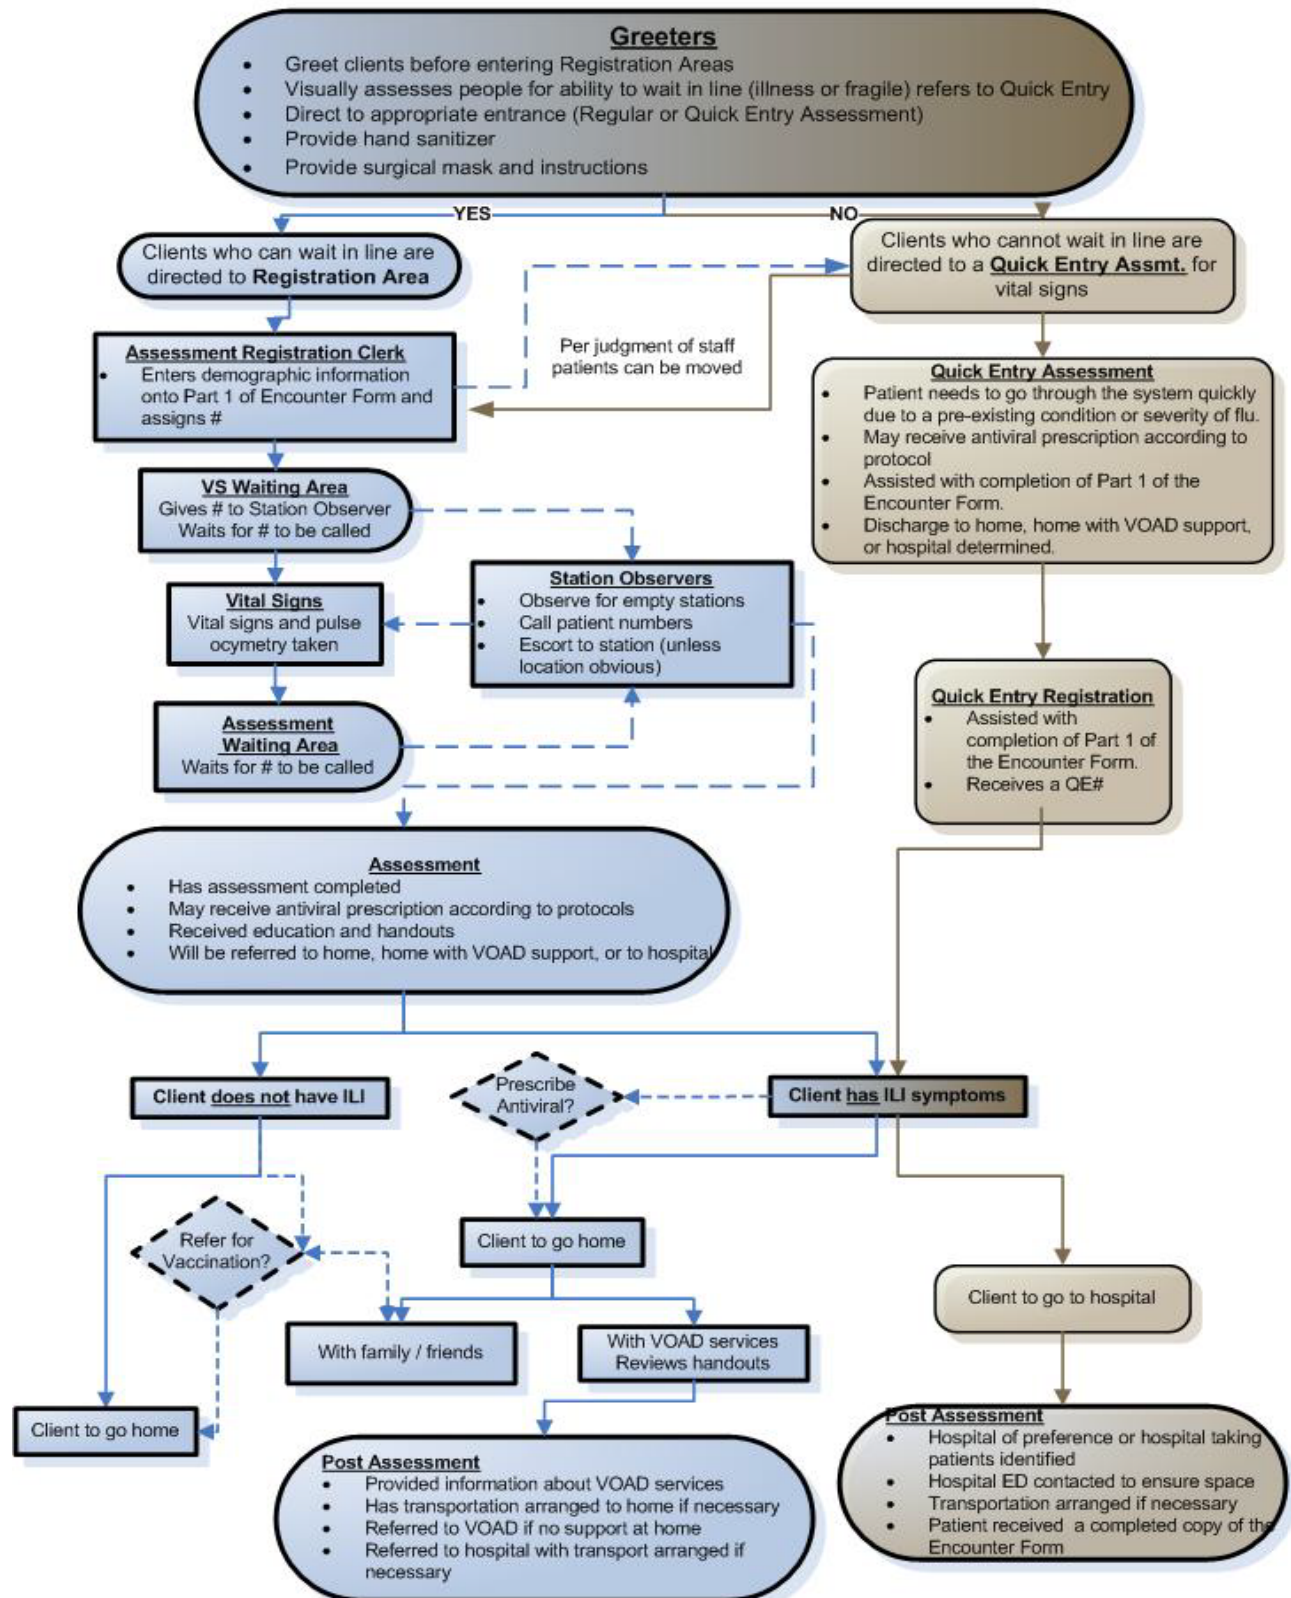 Greeters
• Greet clients before entering Registration Areas
• Visually assesses people for ability to wait in line (illness or fragile) refers to Quick Entry
• Direct to appropriate entrance (Regular or Quick Entry Assessment)
• Provide hand sanitizer
• Provide surgical mask and instructions
YES
NO
Clients who can wait in line are
directed to Registration Area
Clients who cannot wait in line are
directed to a Quick Entry Assmt. for
vital signs
Assessment Registration Clerk
• Enters demographic information
onto Part 1 of Encounter Form and
assigns #
Per judgment of staff
patients can be moved
Quick Entry Assessment
• Patient needs to go through the system quickly
due to a pre-existing condition or severity of flu.
• May receive antiviral prescription according to
protocol
• Assisted with completion of Part 1 of the
Encounter Form.
• Discharge to home, home with VOAD support,
or hospital determined.
VS Waiting Area
Gives # to Station Observer
Waits for # to be called
Vital Signs
Vital signs and pulse
ocymetry taken
Station Observers
• Observe for empty stations
• Call patient numbers
• Escort to station (unless
location obvious)
Assessment
Waiting Area
Waits for # to be called
Quick Entry Registration
• Assisted with
completion of Part 1 of
the Encounter Form.
• Receives a QE#
Assessment
• Has assessment completed
• May receive antiviral prescription according to protocols
• Received education and handouts
• Will be referred to home, home with VOAD support, or to hospital
Client does not have ILI
Prescribe
Antiviral?
Client has ILI symptoms
Refer for
Vaccination?
Client to go home
Client to go to hospital
With family / friends
With VOAD services
Reviews handouts
Client to go home
Post Assessment
• Provided information about VOAD services
• Has transportation arranged to home if necessary
• Referred to VOAD if no support at home
• Referred to hospital with transport arranged if
necessary
Post Assessment
• Hospital of preference or hospital taking
patients identified
• Hospital ED contacted to ensure space
• Transportation arranged if necessary
• Patient received a completed copy of the
Encounter Form